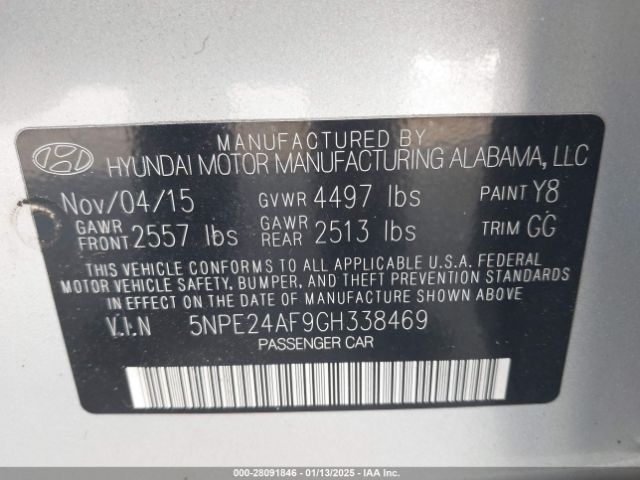 MANUFACTURED BY
HYUNDAI MOTOR MANUFACTURING ALABAMA, LLC
Nov/04/15 GVWR 4497 lbs PAINT Y8
GAWR FRONT 2557 lbs GAWR REAR 2513 lbs TRIM GG
THIS VEHICLE CONFORMS TO ALL APPLICABLE U.S.A. FEDERAL
MOTOR VEHICLE SAFETY, BUMPER, AND THEFT PREVENTION STANDARDS
IN EFFECT ON THE DATE OF MANUFACTURE SHOWN ABOVE.
V.I.N 5NPE24AF9GH338469
PASSENGER CAR
000-28091846 - 01/13/2025 - IAAI.COM